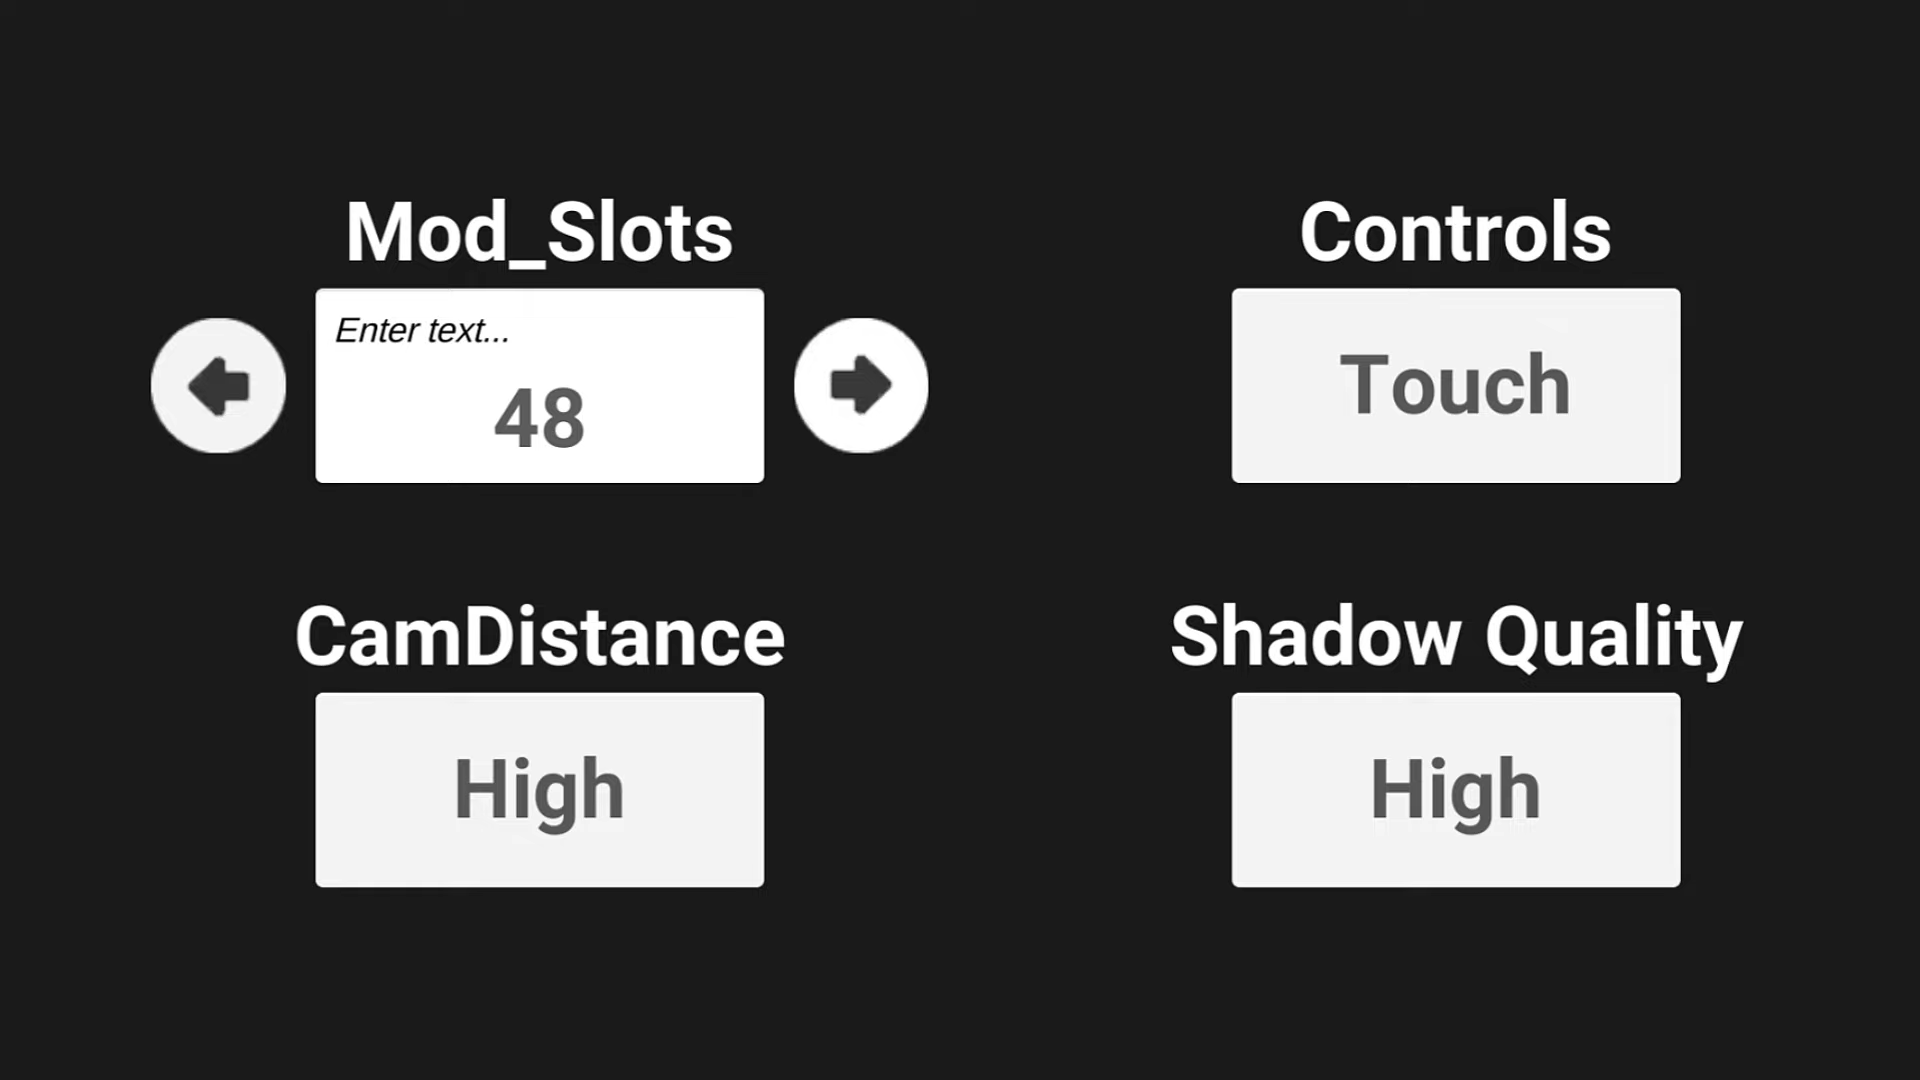 Mod_Slots
Enter text...
48
Controls
Touch
CamDistance
High
Shadow Quality
High